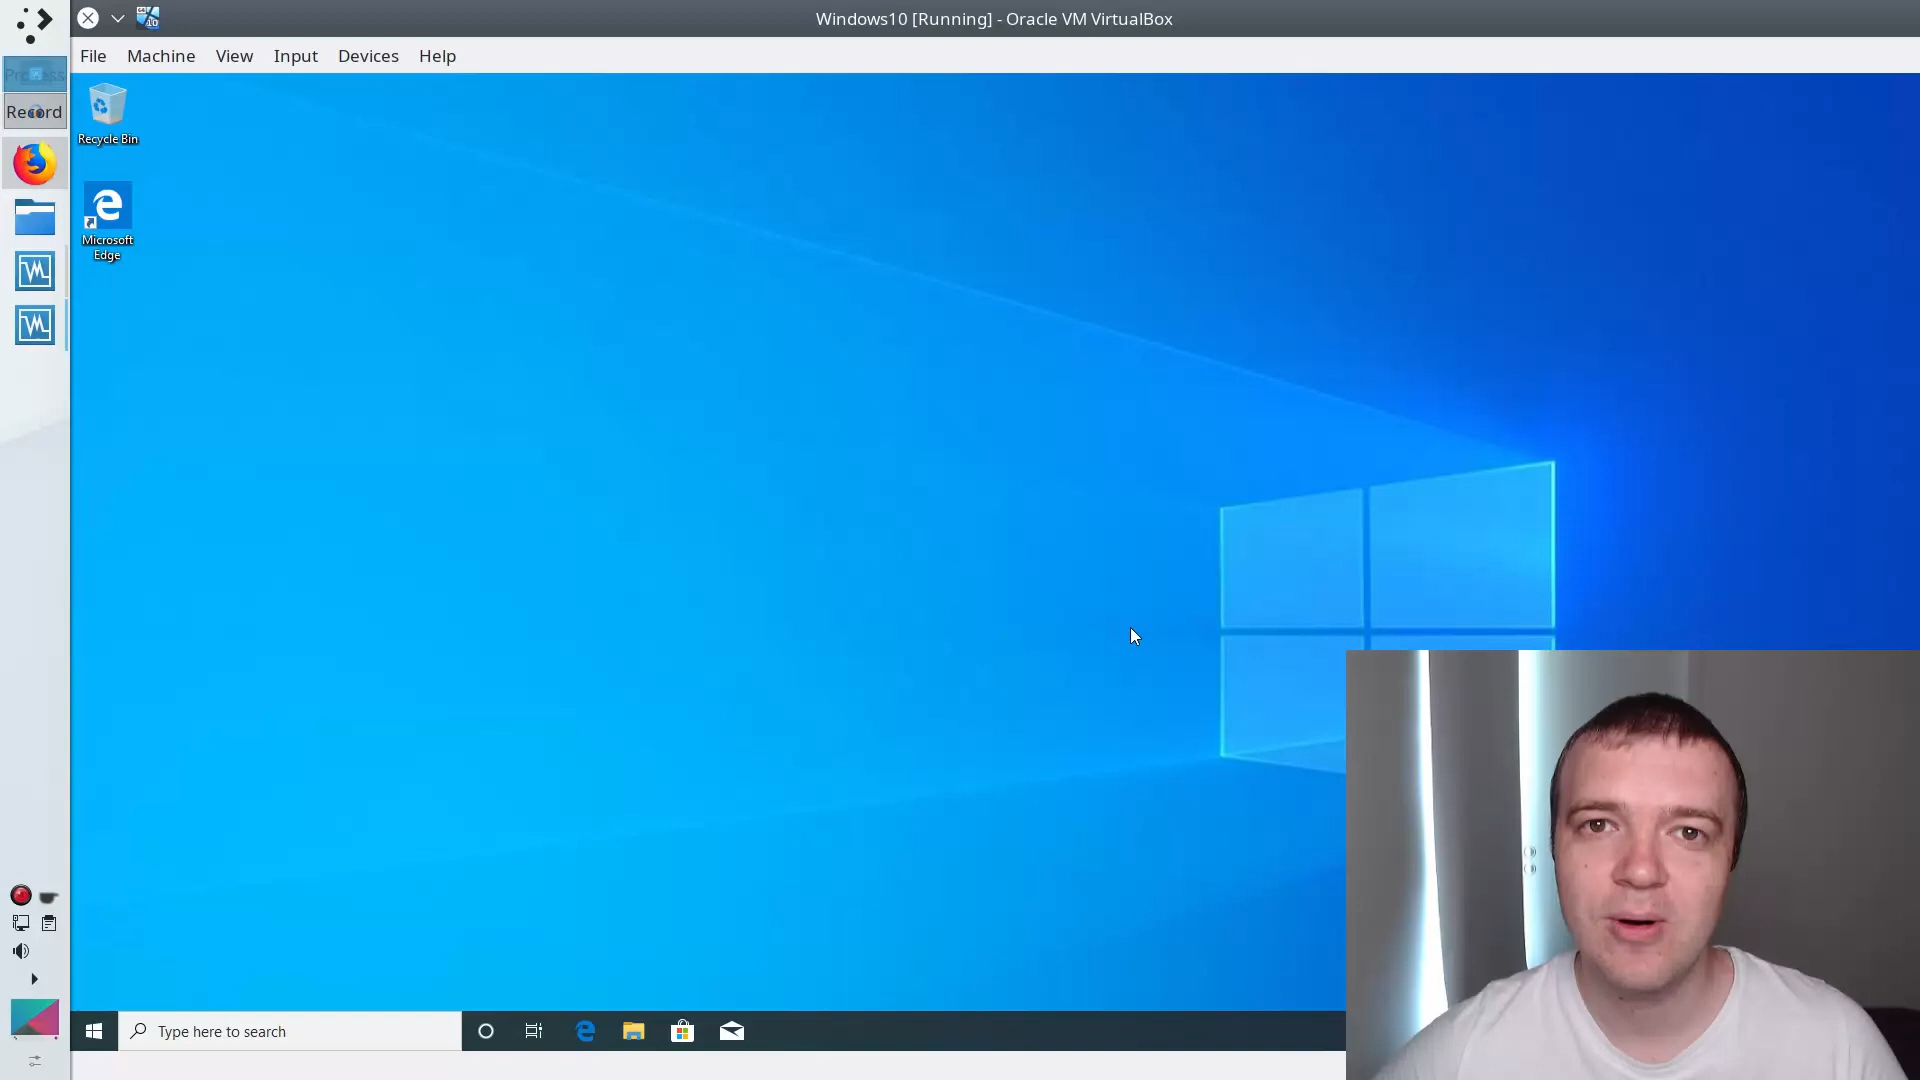 Windows10 [Running] - Oracle VM VirtualBox
File Machine View Input Devices Help
Record
Recycle Bin
Microsoft
Edge
Type here to search